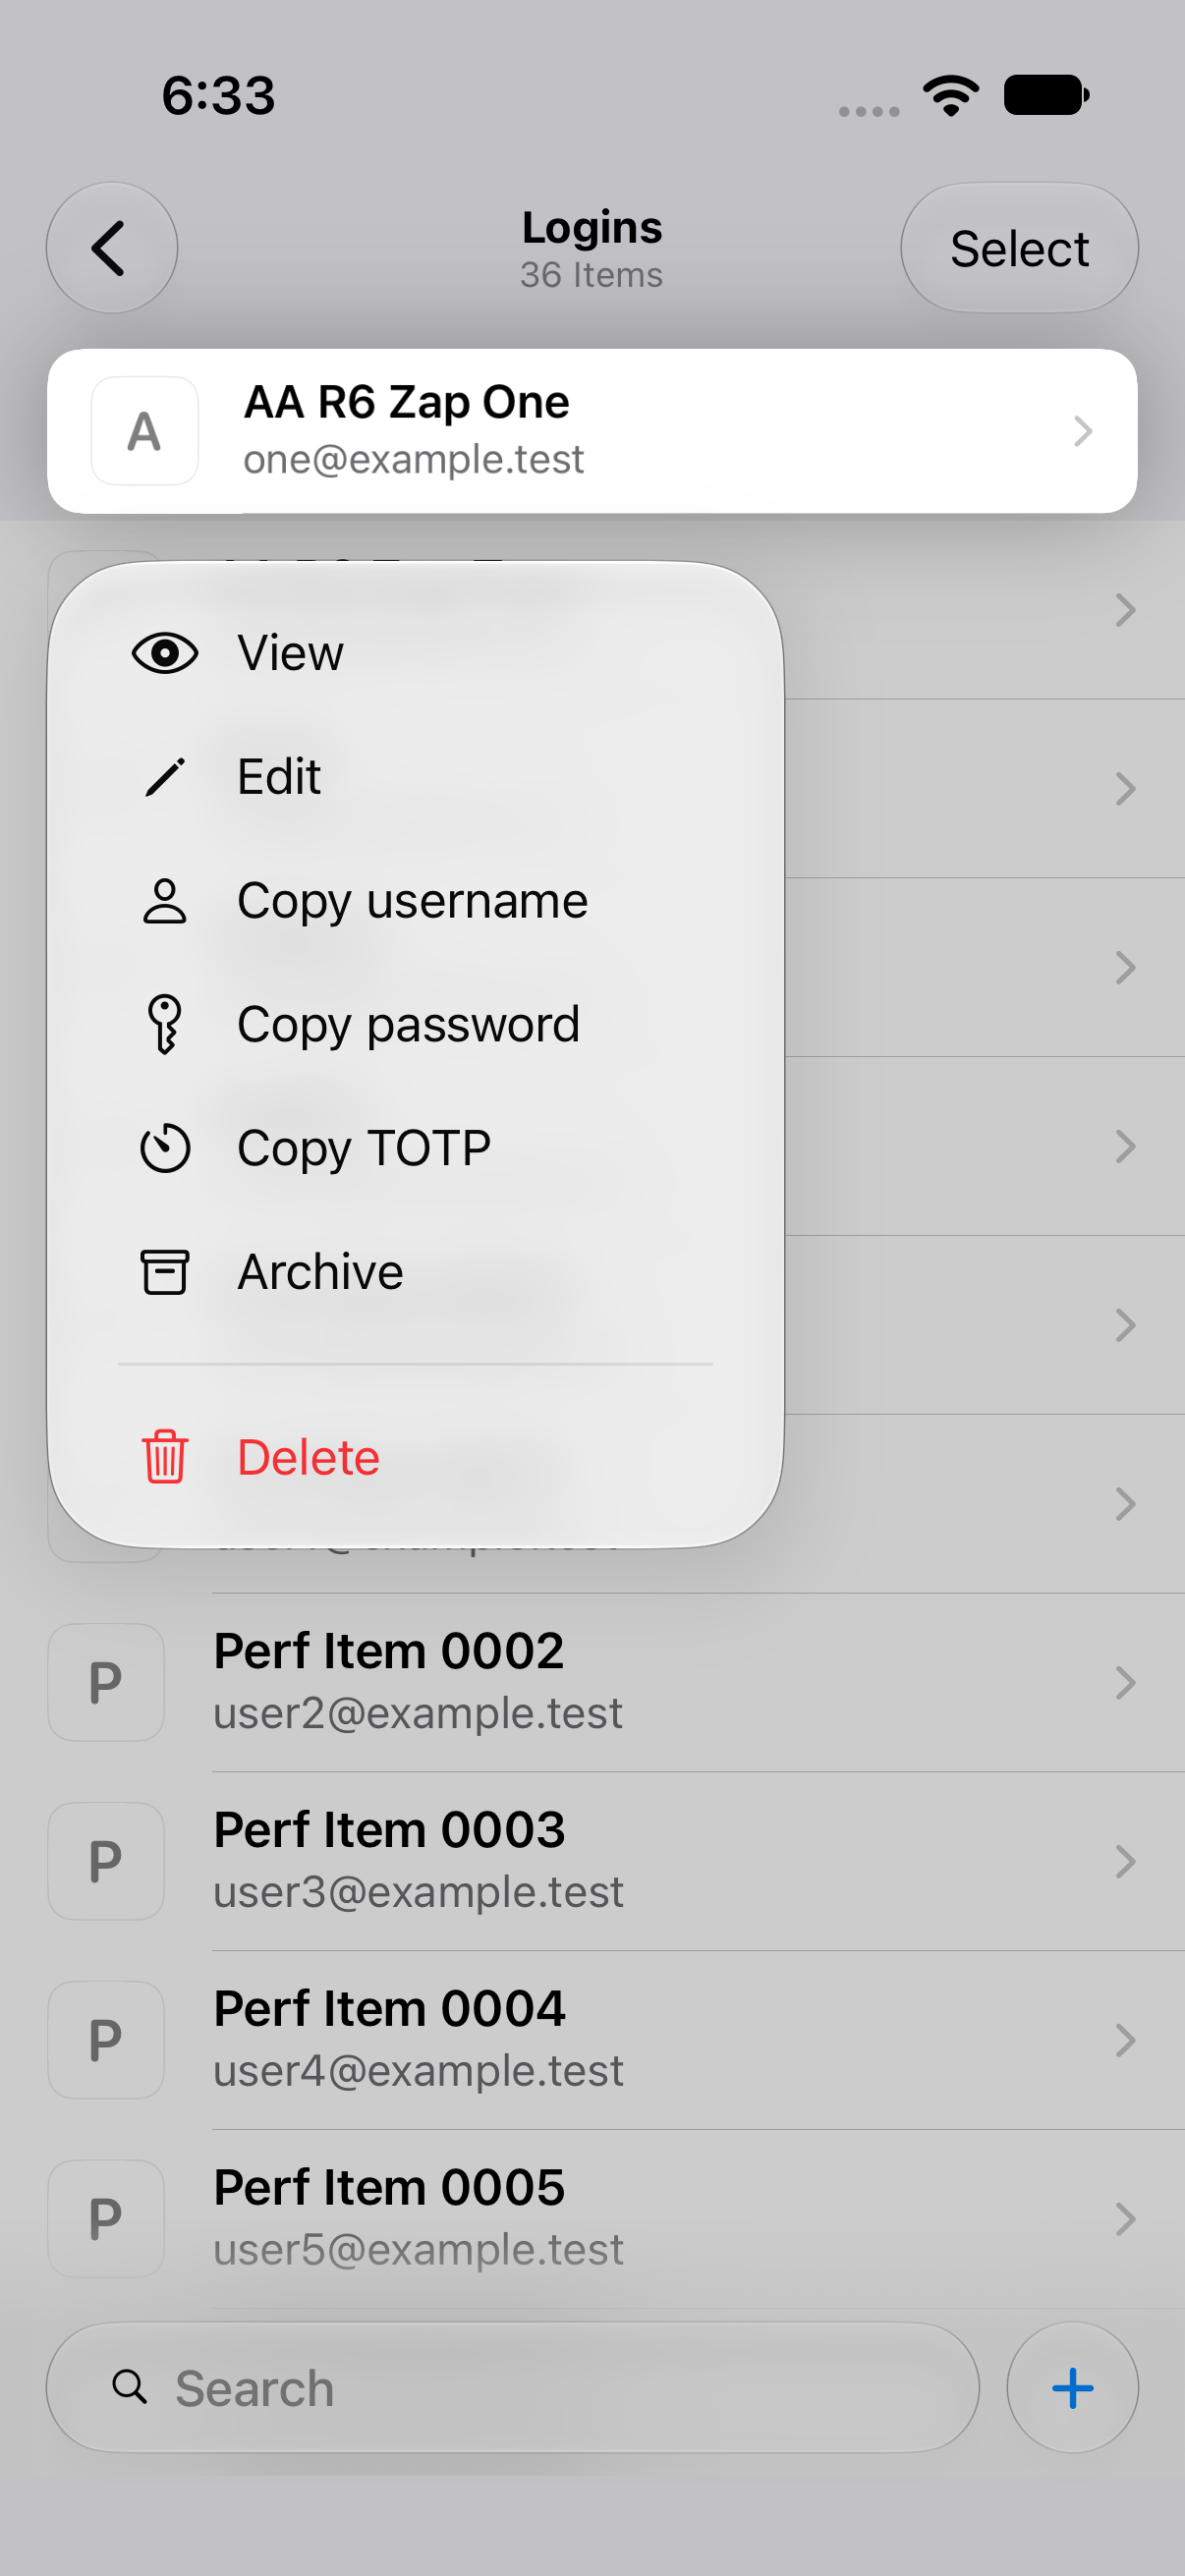 6:33
Logins
36 Items
Select
A
AA R6 Zap One
one@example.test
View
Edit
Copy username
Copy password
Copy TOTP
Archive
Delete
P
Perf Item 0002
user2@example.test
P
Perf Item 0003
user3@example.test
P
Perf Item 0004
user4@example.test
P
Perf Item 0005
user5@example.test
Search